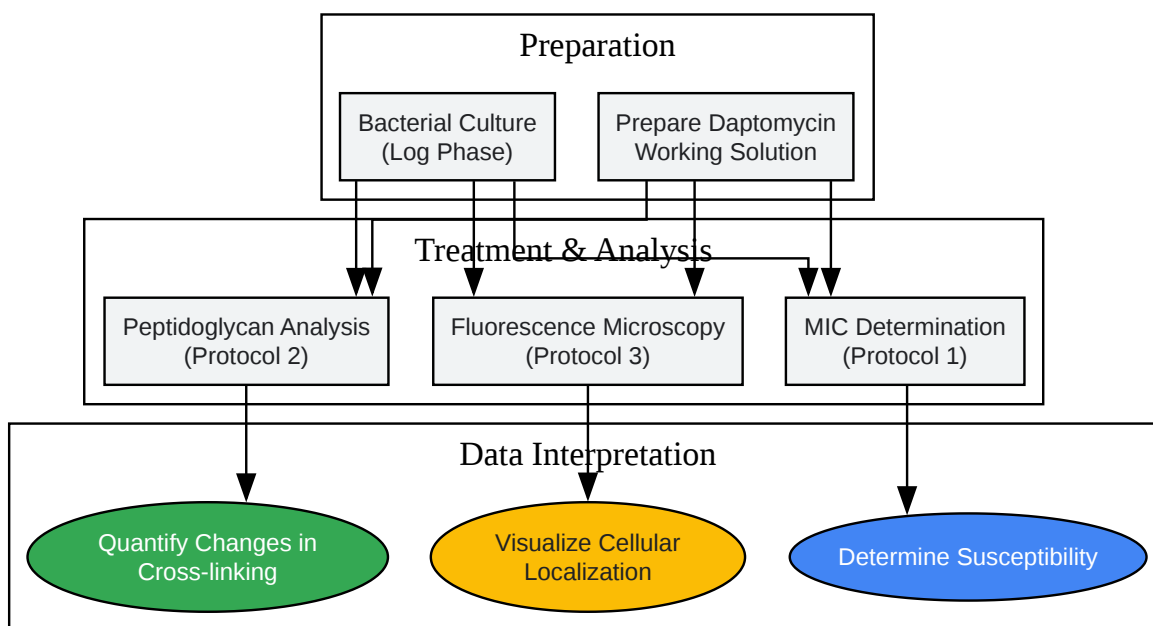 Preparation
Bacterial Culture
(Log Phase)
Prepare Daptomycin
Working Solution
Treatment & Analysis
Peptidoglycan Analysis
(Protocol 2)
Fluorescence Microscopy
(Protocol 3)
MIC Determination
(Protocol 1)
Data Interpretation
Quantify Changes in
Cross-linking
Visualize Cellular
Localization
Determine Susceptibility